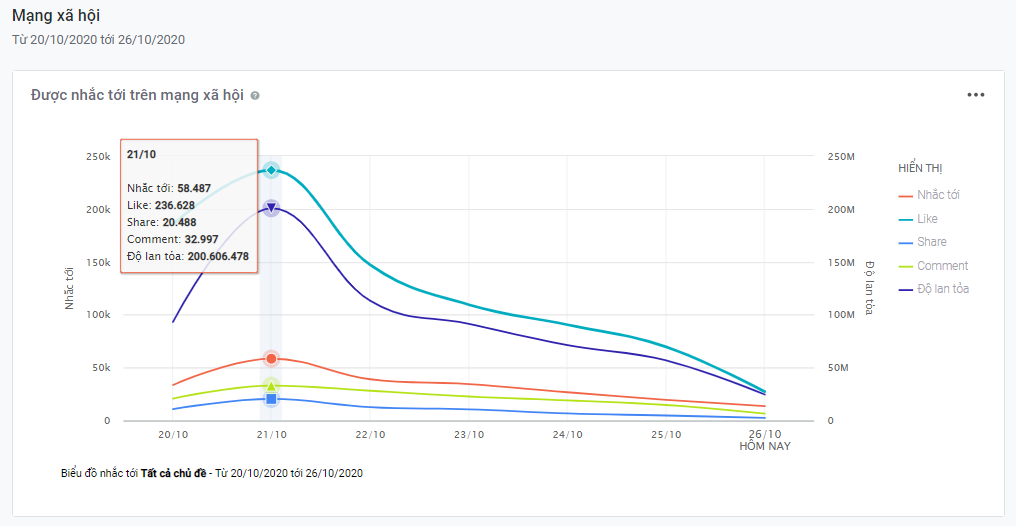 Mạng xã hội
Từ 20/10/2020 tới 26/10/2020
Được nhắc tới trên mạng xã hội ?
21/10
Nhắc tới: 58.487
Like: 236.628
Share: 20.488
Comment: 32.997
Độ lan tỏa: 200.606.478
250k
200k
150k
100k
50k
0
Nhắc tới
250M
200M
150M
100M
50M
0
Độ lan tỏa
20/10
21/10
22/10
23/10
24/10
25/10
26/10
HÔM NAY
HIỂN THỊ
Nhắc tới
Like
Share
Comment
Độ lan tỏa
Biểu đồ nhắc tới Tất cả chủ đề - Từ 20/10/2020 tới 26/10/2020